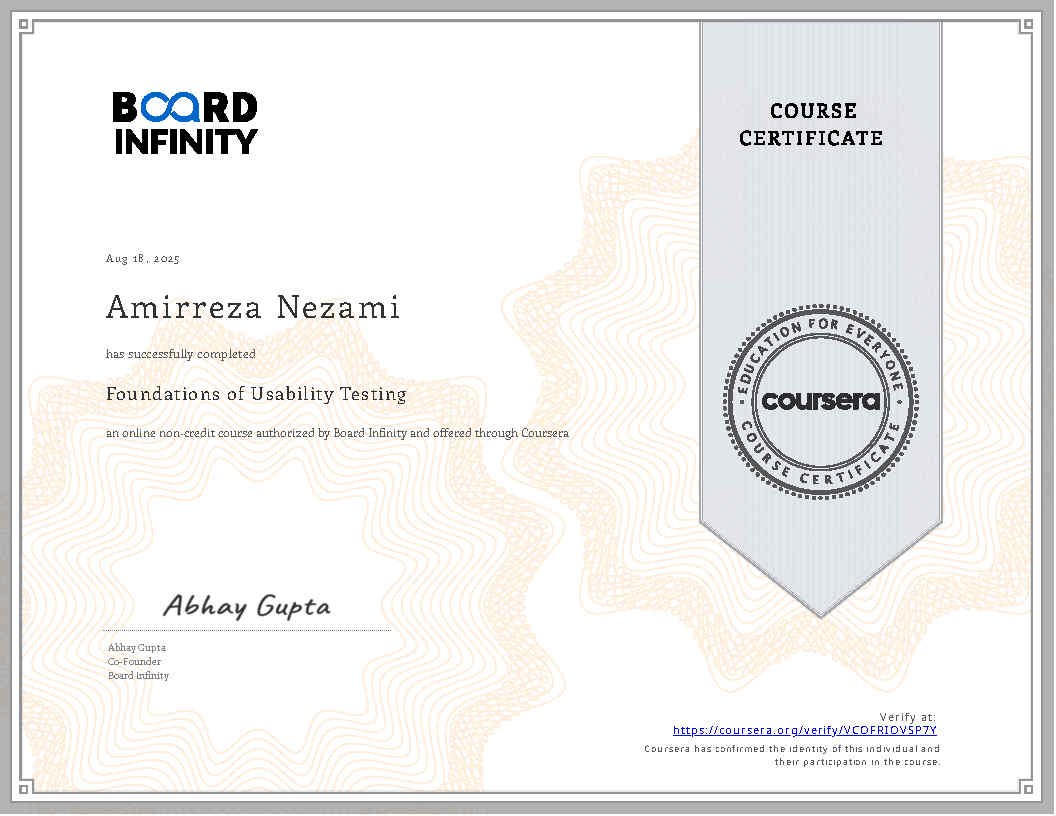 BOARD
INFINITY
COURSE
CERTIFICATE
Aug 18, 2025
Amirreza Nezami
has successfully completed
Foundations of Usability Testing
an online non-credit course authorized by Board Infinity and offered through Coursera
EDUCATION FOR EVERYONE
coursera
COURSE CERTIFICATE
Abhay Gupta
Abhay Gupta
Co-Founder
Board Infinity
Verify at:
https://coursera.org/verify/VCOFRIOVSP7Y
Coursera has confirmed the identity of this individual and
their participation in the course.